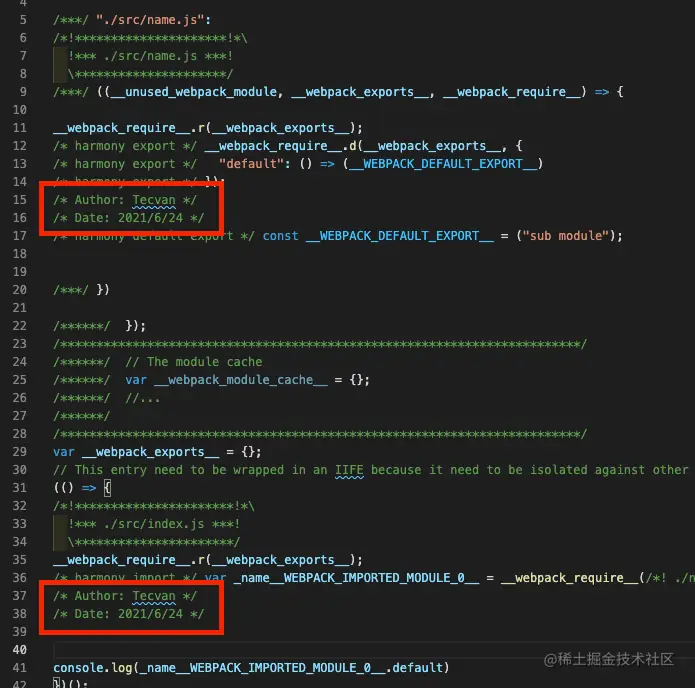 4
5 /***/ "./src/name.js":
6 /*!*********************!*\
7 !*** ./src/name.js ***!
8 \*********************/
9 /***/ ((__unused_webpack_module, __webpack_exports__, __webpack_require__) => {
10
11 __webpack_require__.r(__webpack_exports__);
12 /* harmony export */ __webpack_require__.d(__webpack_exports__, {
13 /* harmony export */   "default": () => (__WEBPACK_DEFAULT_EXPORT__)
14 /* harmony export */ });
15 /* Author: Tecvan */
16 /* Date: 2021/6/24 */
17 /* harmony default export */ const __WEBPACK_DEFAULT_EXPORT__ = ("sub module");
18
19
20 /***/ })
21
22 /******/  });
23 /************************************************************************/
24 /******/  // The module cache
25 /******/  var __webpack_module_cache__ = {};
26 /******/  //...
27 /******/
28 /************************************************************************/
29 var __webpack_exports__ = {};
30 // This entry need to be wrapped in an IIFE because it need to be isolated against other
31 (() => {
32 /*!**********************!*\
33 !*** ./src/index.js ***!
34 \**********************/
35 __webpack_require__.r(__webpack_exports__);
36 /* harmony import */ var _name__WEBPACK_IMPORTED_MODULE_0__ = __webpack_require__(/*! ./n
37 /* Author: Tecvan */
38 /* Date: 2021/6/24 */
39
40
41 console.log(_name__WEBPACK_IMPORTED_MODULE_0__.default)
42 })();
@稀土掘金技术社区